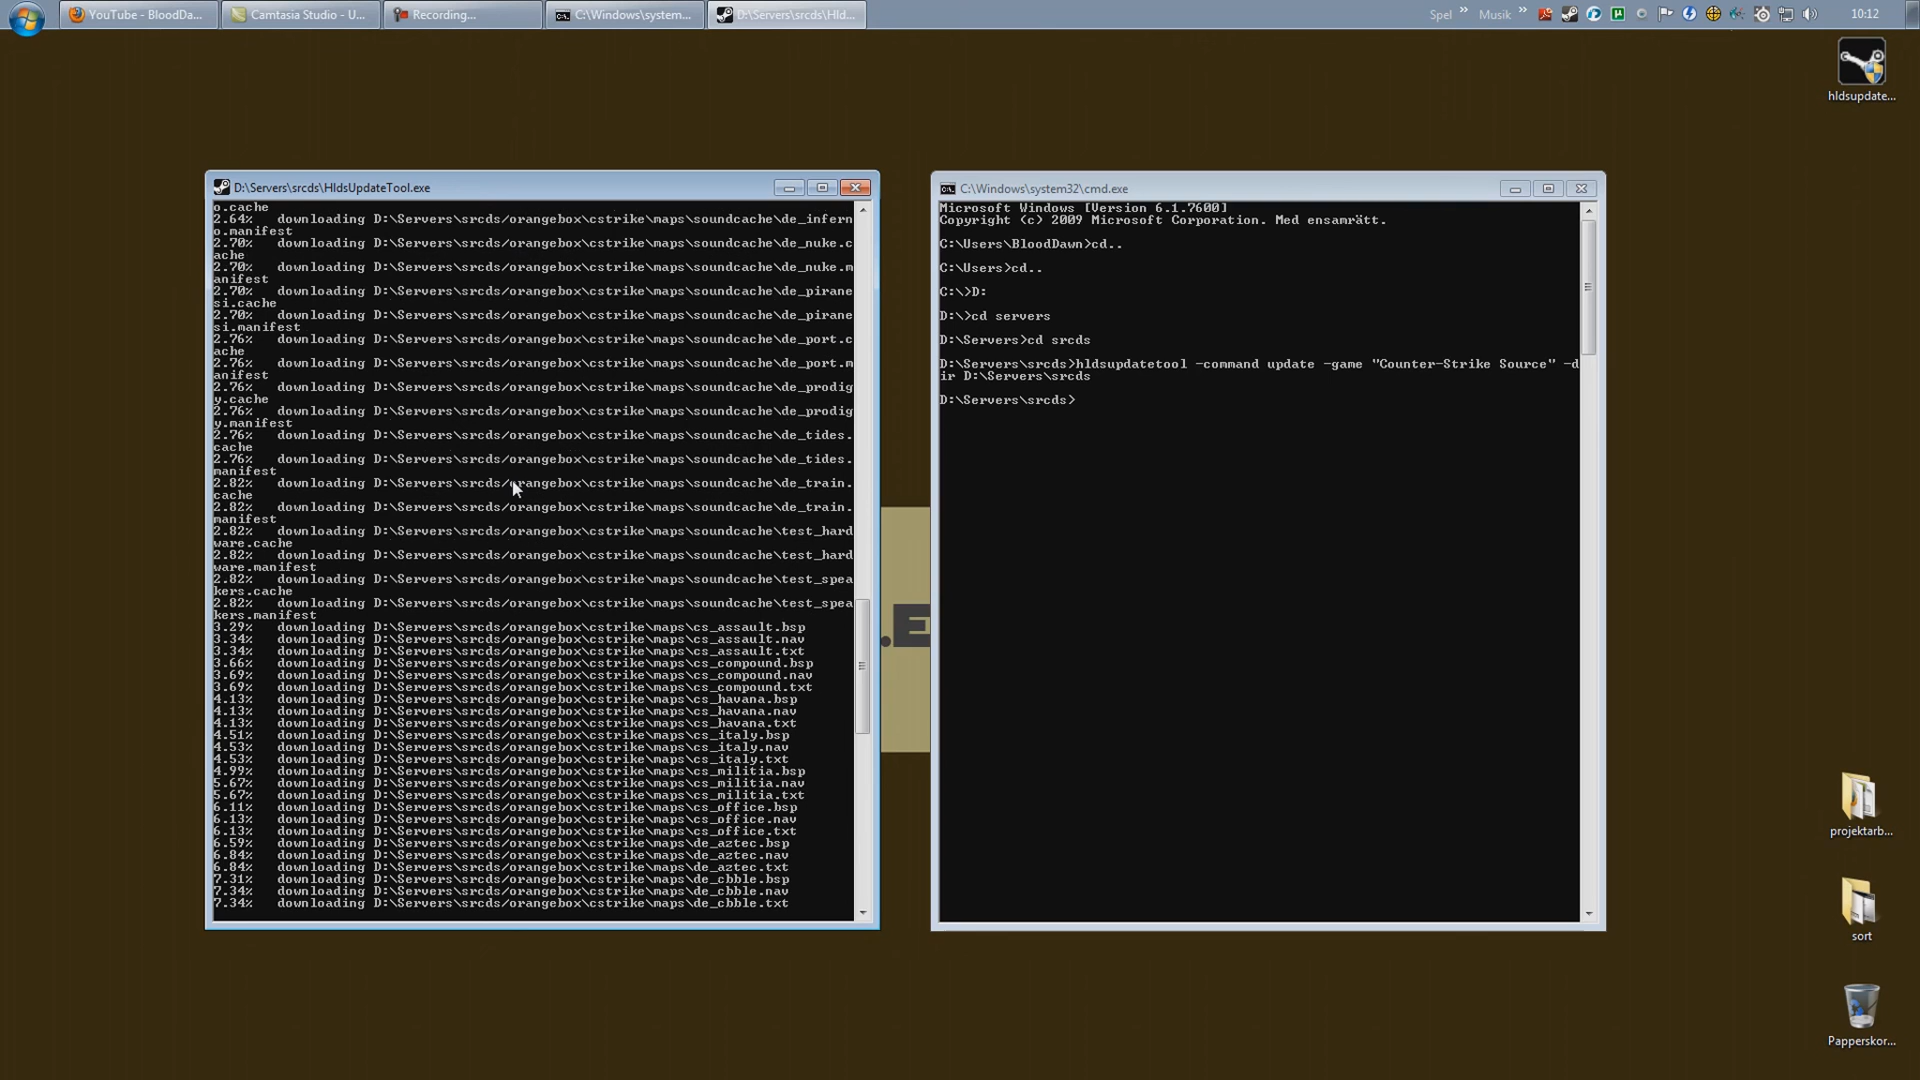 YouTube - BloodDa...
Camtasia Studio - U...
Recording...
C:\Windows\system...
D:\Servers\srcds\Hld...
Spel »
Musik »
10:12
hldsupdate...
D:\Servers\srcds\HldsUpdateTool.exe
o.cache
2.64% downloading D:\Servers\srcds/orangebox\cstrike\maps\soundcache\de_infern
o.manifest
2.70% downloading D:\Servers\srcds/orangebox\cstrike\maps\soundcache\de_nuke.c
ache
2.70% downloading D:\Servers\srcds/orangebox\cstrike\maps\soundcache\de_nuke.m
anifest
2.70% downloading D:\Servers\srcds/orangebox\cstrike\maps\soundcache\de_pirane
si.cache
2.70% downloading D:\Servers\srcds/orangebox\cstrike\maps\soundcache\de_pirane
si.manifest
2.76% downloading D:\Servers\srcds/orangebox\cstrike\maps\soundcache\de_port.c
ache
2.76% downloading D:\Servers\srcds/orangebox\cstrike\maps\soundcache\de_port.m
anifest
2.76% downloading D:\Servers\srcds/orangebox\cstrike\maps\soundcache\de_prodig
y.cache
2.76% downloading D:\Servers\srcds/orangebox\cstrike\maps\soundcache\de_prodig
y.manifest
2.76% downloading D:\Servers\srcds/orangebox\cstrike\maps\soundcache\de_tides.
cache
2.76% downloading D:\Servers\srcds/orangebox\cstrike\maps\soundcache\de_tides.
manifest
2.82% downloading D:\Servers\srcds/orangebox\cstrike\maps\soundcache\de_train.
cache
2.82% downloading D:\Servers\srcds/orangebox\cstrike\maps\soundcache\de_train.
manifest
2.82% downloading D:\Servers\srcds/orangebox\cstrike\maps\soundcache\test_hard
ware.cache
2.82% downloading D:\Servers\srcds/orangebox\cstrike\maps\soundcache\test_hard
ware.manifest
2.82% downloading D:\Servers\srcds/orangebox\cstrike\maps\soundcache\test_spea
kers.cache
2.82% downloading D:\Servers\srcds/orangebox\cstrike\maps\soundcache\test_spea
kers.manifest
3.29% downloading D:\Servers\srcds/orangebox\cstrike\maps\cs_assault.bsp
3.34% downloading D:\Servers\srcds/orangebox\cstrike\maps\cs_assault.nav
3.34% downloading D:\Servers\srcds/orangebox\cstrike\maps\cs_assault.txt
3.66% downloading D:\Servers\srcds/orangebox\cstrike\maps\cs_compound.bsp
3.69% downloading D:\Servers\srcds/orangebox\cstrike\maps\cs_compound.nav
3.69% downloading D:\Servers\srcds/orangebox\cstrike\maps\cs_compound.txt
4.13% downloading D:\Servers\srcds/orangebox\cstrike\maps\cs_havana.bsp
4.13% downloading D:\Servers\srcds/orangebox\cstrike\maps\cs_havana.nav
4.13% downloading D:\Servers\srcds/orangebox\cstrike\maps\cs_havana.txt
4.51% downloading D:\Servers\srcds/orangebox\cstrike\maps\cs_italy.bsp
4.53% downloading D:\Servers\srcds/orangebox\cstrike\maps\cs_italy.nav
4.53% downloading D:\Servers\srcds/orangebox\cstrike\maps\cs_italy.txt
4.99% downloading D:\Servers\srcds/orangebox\cstrike\maps\cs_militia.bsp
5.67% downloading D:\Servers\srcds/orangebox\cstrike\maps\cs_militia.nav
5.67% downloading D:\Servers\srcds/orangebox\cstrike\maps\cs_militia.txt
6.11% downloading D:\Servers\srcds/orangebox\cstrike\maps\cs_office.bsp
6.13% downloading D:\Servers\srcds/orangebox\cstrike\maps\cs_office.nav
6.13% downloading D:\Servers\srcds/orangebox\cstrike\maps\cs_office.txt
6.59% downloading D:\Servers\srcds/orangebox\cstrike\maps\de_aztec.bsp
6.84% downloading D:\Servers\srcds/orangebox\cstrike\maps\de_aztec.nav
6.84% downloading D:\Servers\srcds/orangebox\cstrike\maps\de_aztec.txt
7.31% downloading D:\Servers\srcds/orangebox\cstrike\maps\de_cbble.bsp
7.34% downloading D:\Servers\srcds/orangebox\cstrike\maps\de_cbble.nav
7.34% downloading D:\Servers\srcds/orangebox\cstrike\maps\de_cbble.txt
.E
C:\Windows\system32\cmd.exe
Microsoft Windows [Version 6.1.7600]
Copyright (c) 2009 Microsoft Corporation. Med ensamrätt.
C:\Users\BloodDawn>cd..
C:\Users>cd..
C:\>D:
D:\>cd servers
D:\Servers>cd srcds
D:\Servers\srcds>hldsupdatetool -command update -game "Counter-Strike Source" -d
ir D:\Servers\srcds
D:\Servers\srcds>
projektarb...
sort
Papperskor...